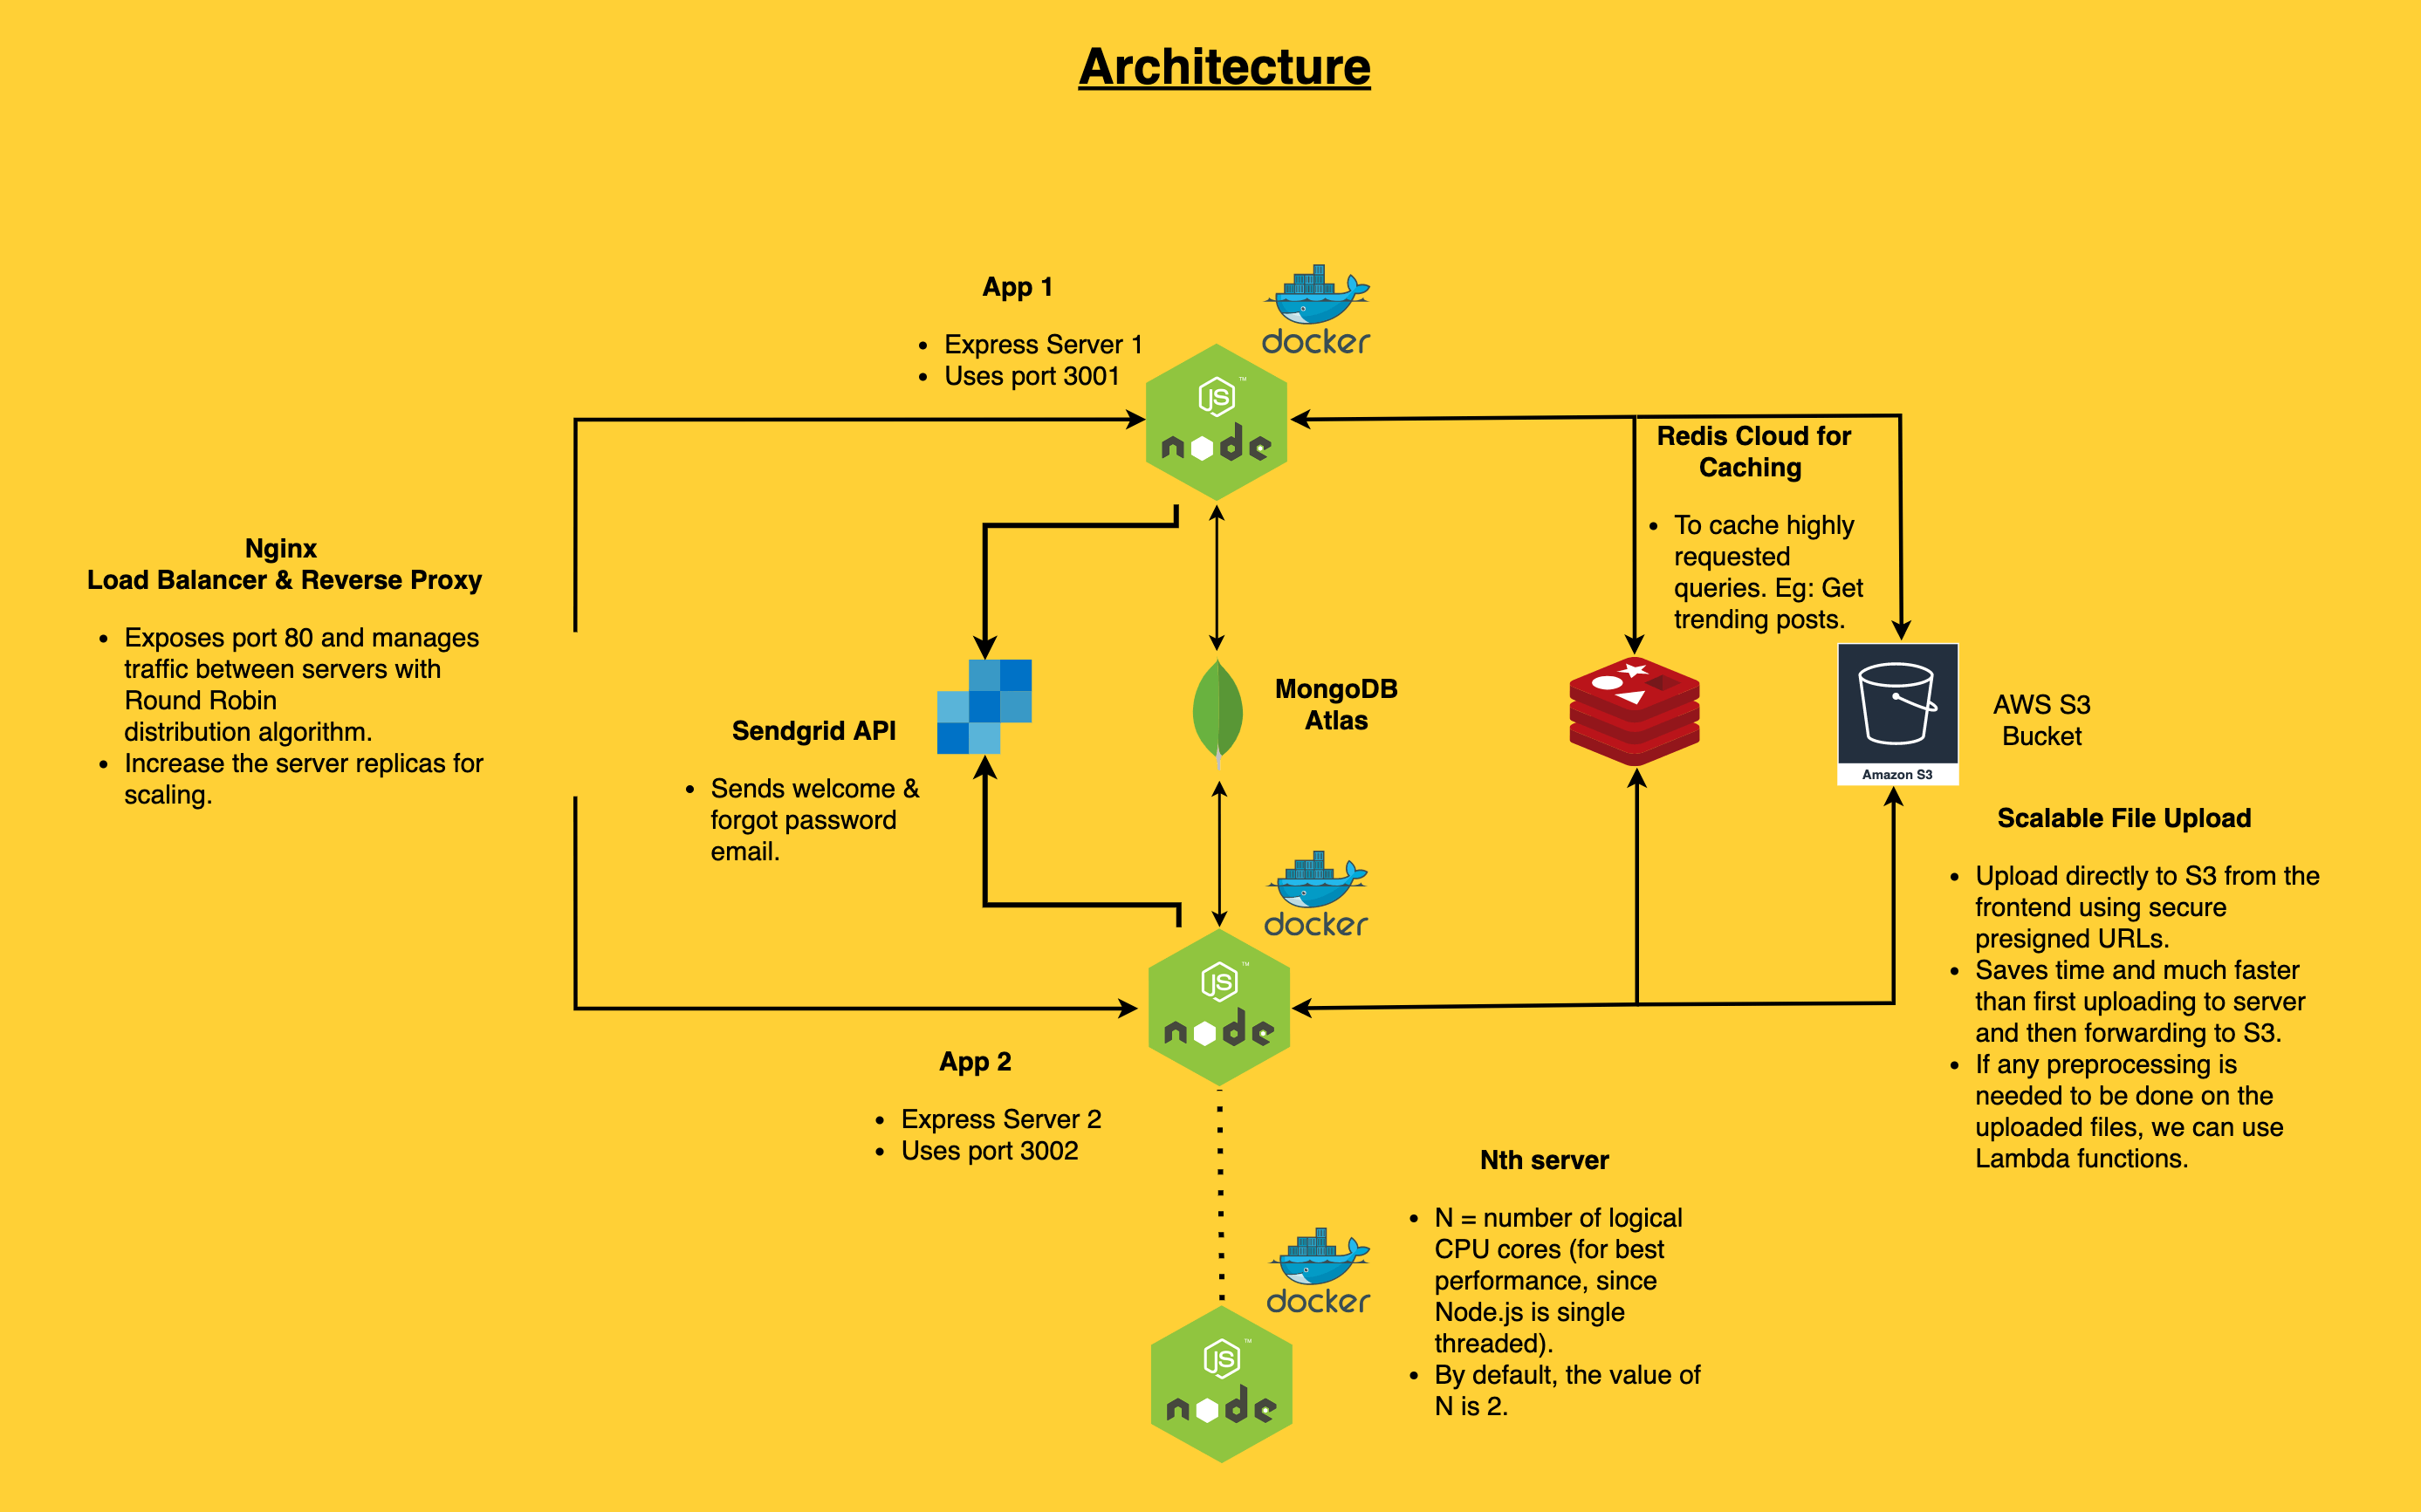 Architecture
App 1
• Express Server 1
• Uses port 3001
docker
JS
TM
node
Nginx
Load Balancer & Reverse Proxy
• Exposes port 80 and manages
traffic between servers with
Round Robin
distribution algorithm.
• Increase the server replicas for
scaling.
Sendgrid API
• Sends welcome &
forgot password
email.
MongoDB
Atlas
Redis Cloud for
Caching
• To cache highly
requested
queries. Eg: Get
trending posts.
Amazon S3
AWS S3
Bucket
Scalable File Upload
• Upload directly to S3 from the
frontend using secure
presigned URLs.
• Saves time and much faster
than first uploading to server
and then forwarding to S3.
• If any preprocessing is
needed to be done on the
uploaded files, we can use
Lambda functions.
docker
JS
TM
node
App 2
• Express Server 2
• Uses port 3002
Nth server
• N = number of logical
CPU cores (for best
performance, since
Node.js is single
threaded).
• By default, the value of
N is 2.
docker
JS
TM
node